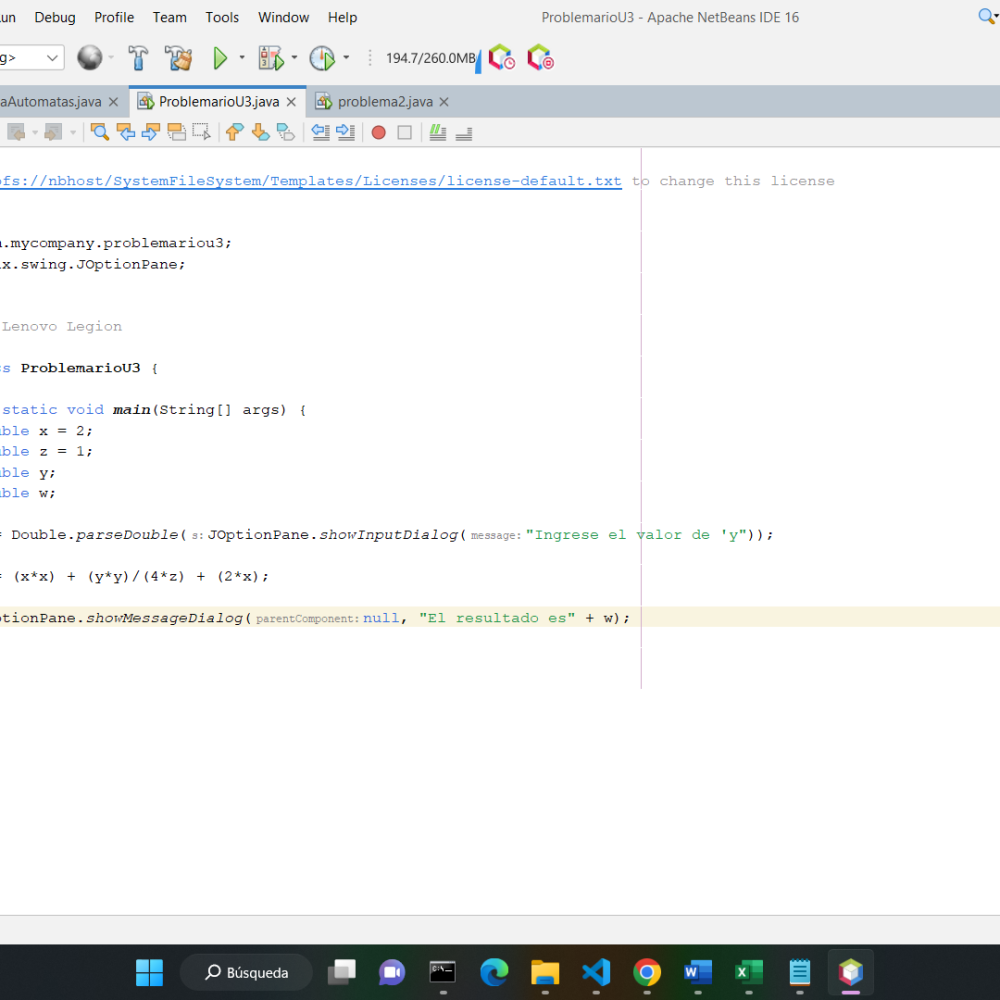 un Debug Profile Team Tools Window Help ProblemarioU3 - Apache NetBeans IDE 16
g> 194.7/260.0MB
aAutomatas.java ProblemarioU3.java problema2.java
ofs://nbhost/SystemFileSystem/Templates/Licenses/license-default.txt to change this license
.mycompany.problemariou3;
x.swing.JOptionPane;
Lenovo Legion
s ProblemarioU3 {
static void main(String[] args) {
ble x = 2;
ble z = 1;
ble y;
ble w;
= Double.parseDouble( s: JOptionPane.showInputDialog( message: "Ingrese el valor de 'y"));
= (x*x) + (y*y)/(4*z) + (2*x);
ptionPane.showMessageDialog( parentComponent: null, "El resultado es" + w);
Búsqueda